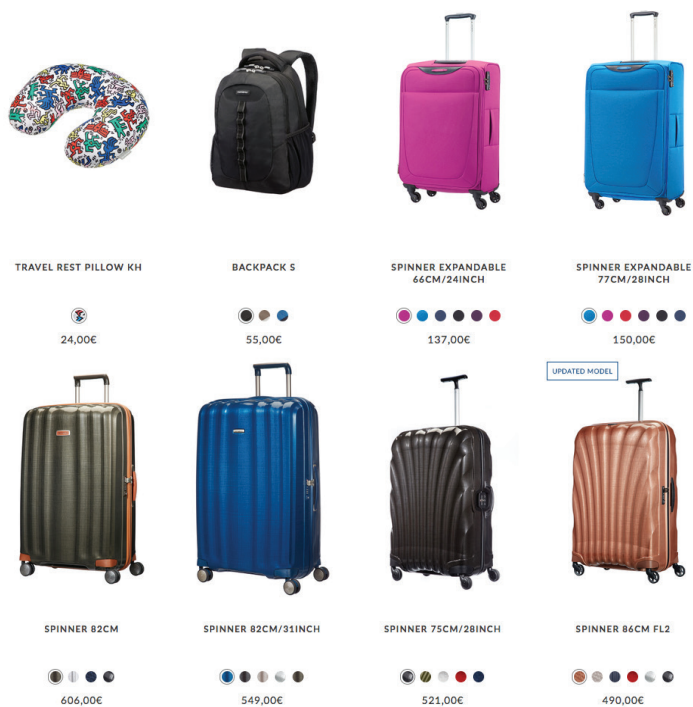 TRAVEL REST PILLOW KH
24,00€
BACKPACK S
55,00€
SPINNER EXPANDABLE
66CM/24INCH
137,00€
SPINNER EXPANDABLE
77CM/28INCH
150,00€
SPINNER 82CM
606,00€
SPINNER 82CM/31INCH
549,00€
SPINNER 75CM/28INCH
521,00€
UPDATED MODEL
SPINNER 86CM FL2
490,00€